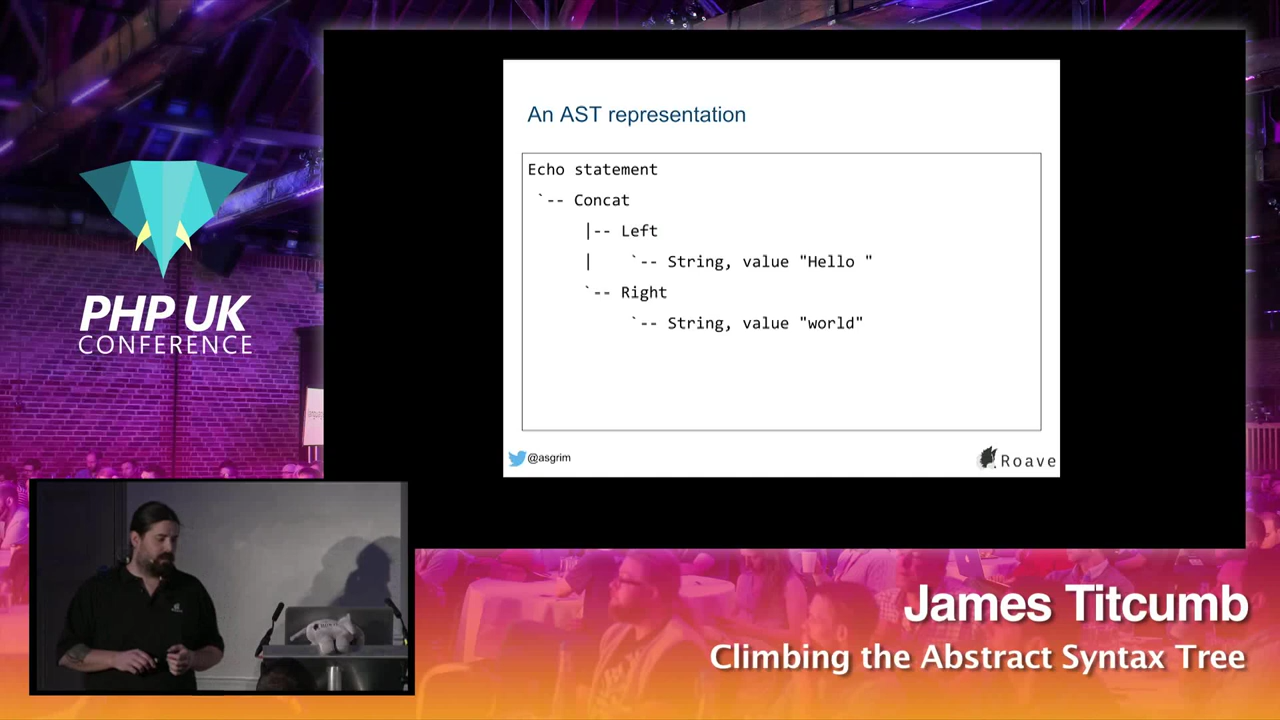 An AST representation
Echo statement
`-- Concat
|-- Left
| `-- String, value "Hello "
`-- Right
`-- String, value "world"
@asgrim
Roave
PHP UK
CONFERENCE
James Titcumb
Climbing the Abstract Syntax Tree